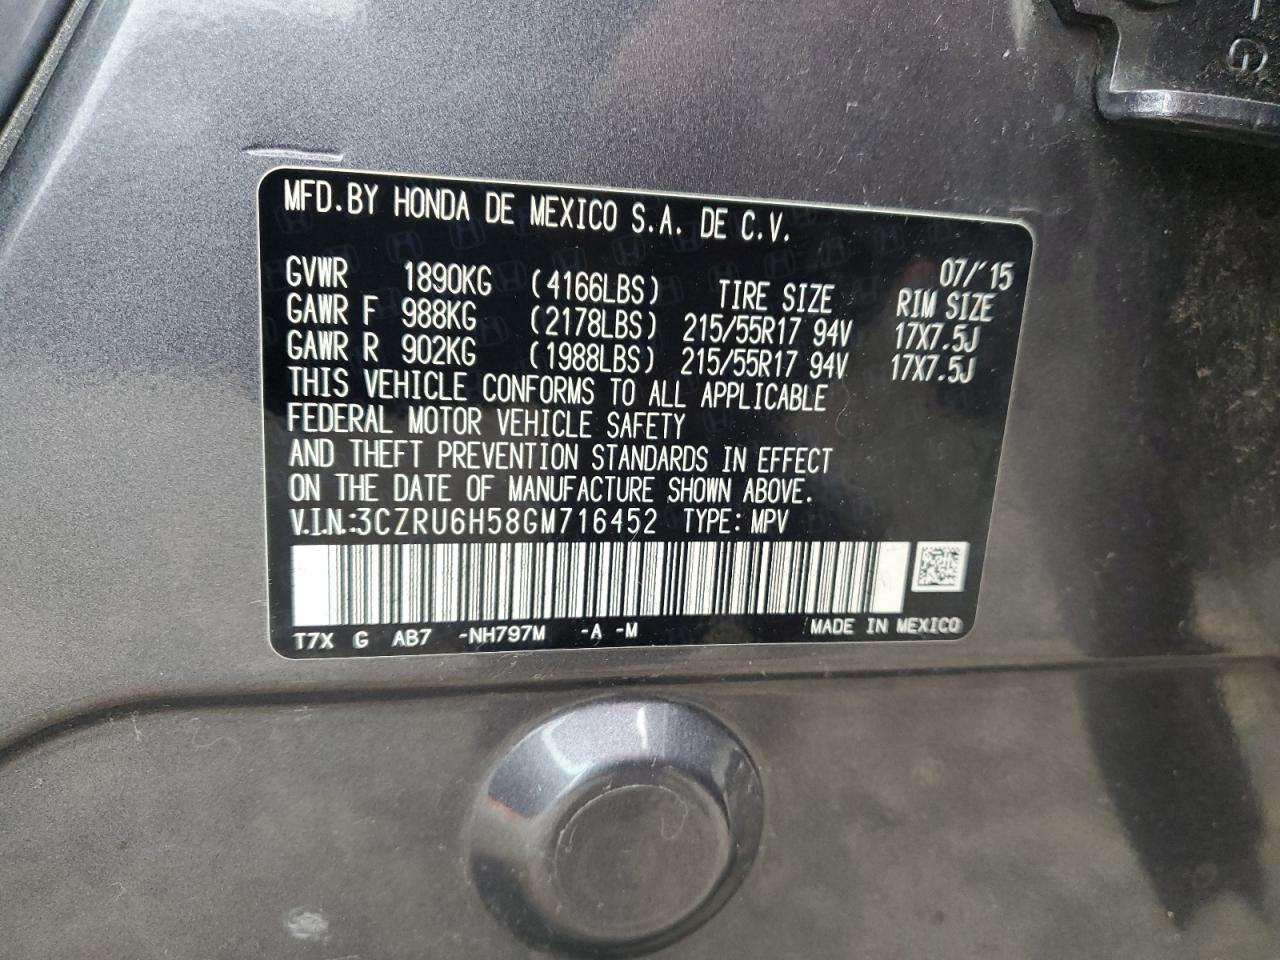 MFD.BY HONDA DE MEXICO S.A. DE C.V.
07/'15
GVWR 1890KG (4166LBS) TIRE SIZE RIM SIZE
GAWR F 988KG (2178LBS) 215/55R17 94V 17X7.5J
GAWR R 902KG (1988LBS) 215/55R17 94V 17X7.5J
THIS VEHICLE CONFORMS TO ALL APPLICABLE
FEDERAL MOTOR VEHICLE SAFETY
AND THEFT PREVENTION STANDARDS IN EFFECT
ON THE DATE OF MANUFACTURE SHOWN ABOVE.
V.I.N.:3CZRU6H58GM716452 TYPE: MPV
T7X G AB7 -NH797M -A -M MADE IN MEXICO
G